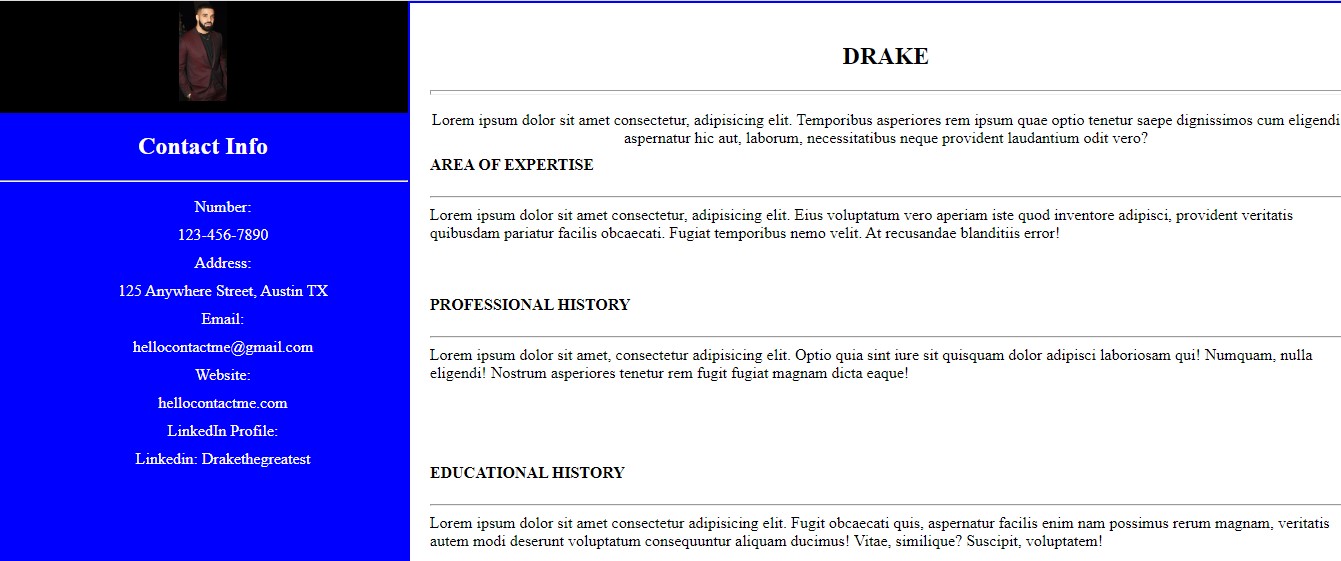 Contact Info
Number:
123-456-7890
Address:
125 Anywhere Street, Austin TX
Email:
hellocontactme@gmail.com
Website:
hellocontactme.com
LinkedIn Profile:
Linkedin: Drakethegreatest
DRAKE
Lorem ipsum dolor sit amet consectetur, adipisicing elit. Temporibus asperiores rem ipsum quae optio tenetur saepe dignissimos cum eligendi
aspernatur hic aut, laborum, necessitatibus neque provident laudantium odit vero?
AREA OF EXPERTISE
Lorem ipsum dolor sit amet consectetur, adipisicing elit. Eius voluptatum vero aperiam iste quod inventore adipisci, provident veritatis
quibusdam pariatur facilis obcaecati. Fugiat temporibus nemo velit. At recusandae blanditiis error!
PROFESSIONAL HISTORY
Lorem ipsum dolor sit amet, consectetur adipisicing elit. Optio quia sint iure sit quisquam dolor adipisci laboriosam qui! Numquam, nulla
eligendi! Nostrum asperiores tenetur rem fugit fugiat magnam dicta eaque!
EDUCATIONAL HISTORY
Lorem ipsum dolor sit amet consectetur adipisicing elit. Fugit obcaecati quis, aspernatur facilis enim nam possimus rerum magnam, veritatis
autem modi deserunt voluptatum consequuntur aliquam ducimus! Vitae, similique? Suscipit, voluptatem!